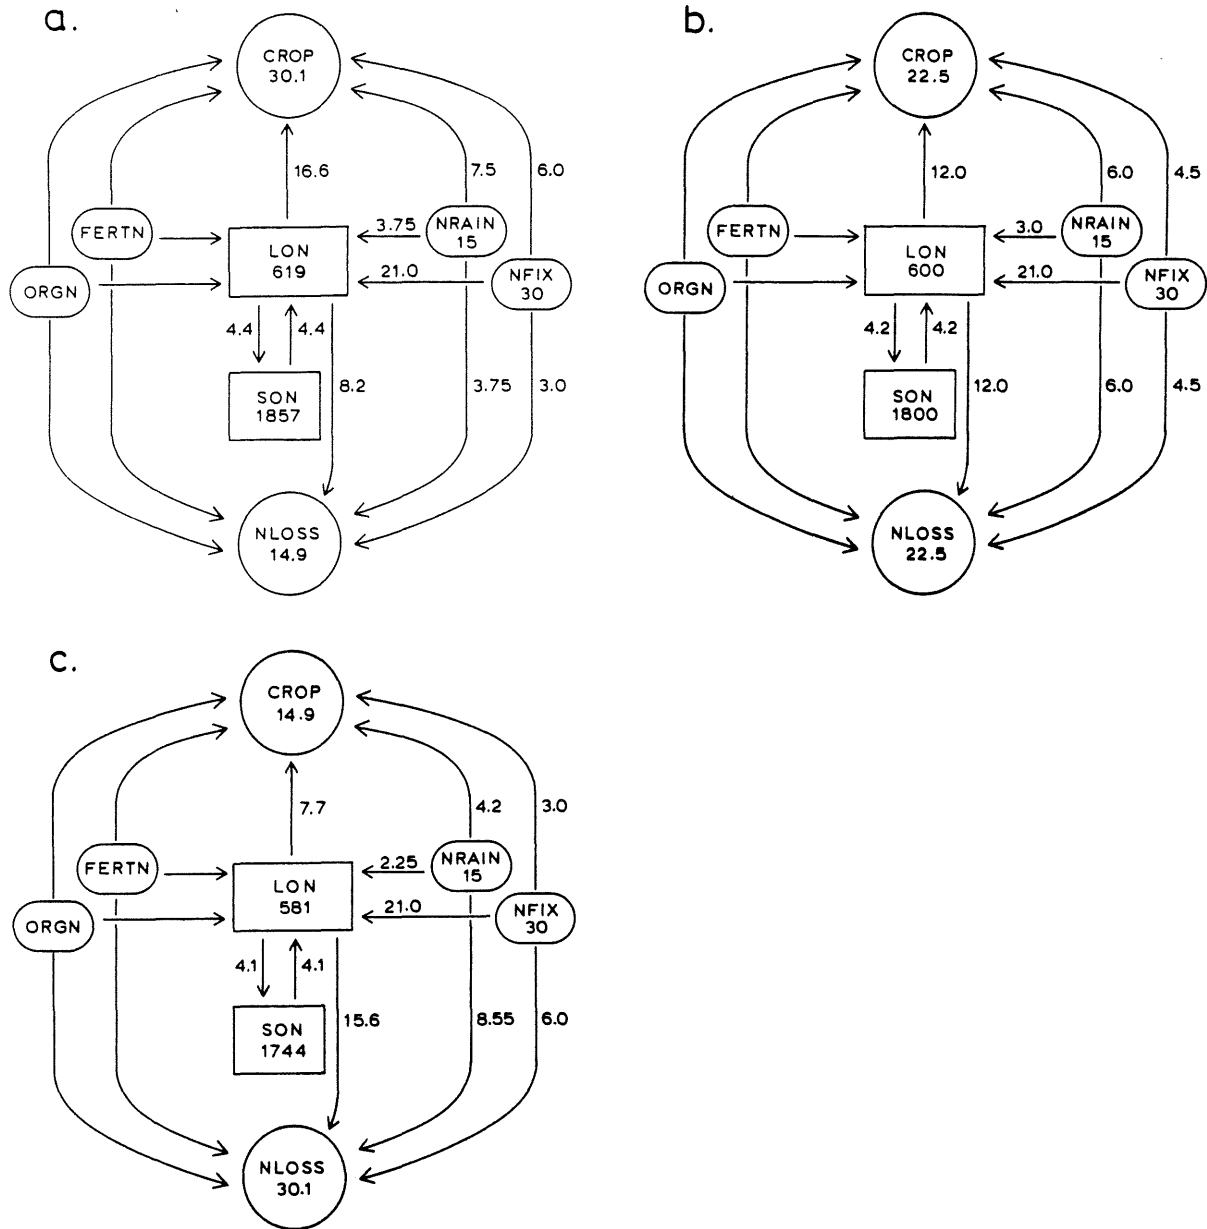 a.
CROP
30.1
16.6
7.5
6.0
FERTN
3.75
NRAIN
15
LON
619
ORGN
21.0
NFIX
30
4.4
4.4
8.2
3.75
3.0
SON
1857
NLOSS
14.9
b.
CROP
22.5
12.0
6.0
4.5
FERTN
3.0
NRAIN
15
LON
600
ORGN
21.0
NFIX
30
4.2
4.2
12.0
6.0
4.5
SON
1800
NLOSS
22.5
c.
CROP
14.9
7.7
4.2
3.0
FERTN
2.25
NRAIN
15
LON
581
ORGN
21.0
NFIX
30
4.1
4.1
15.6
8.55
6.0
SON
1744
NLOSS
30.1